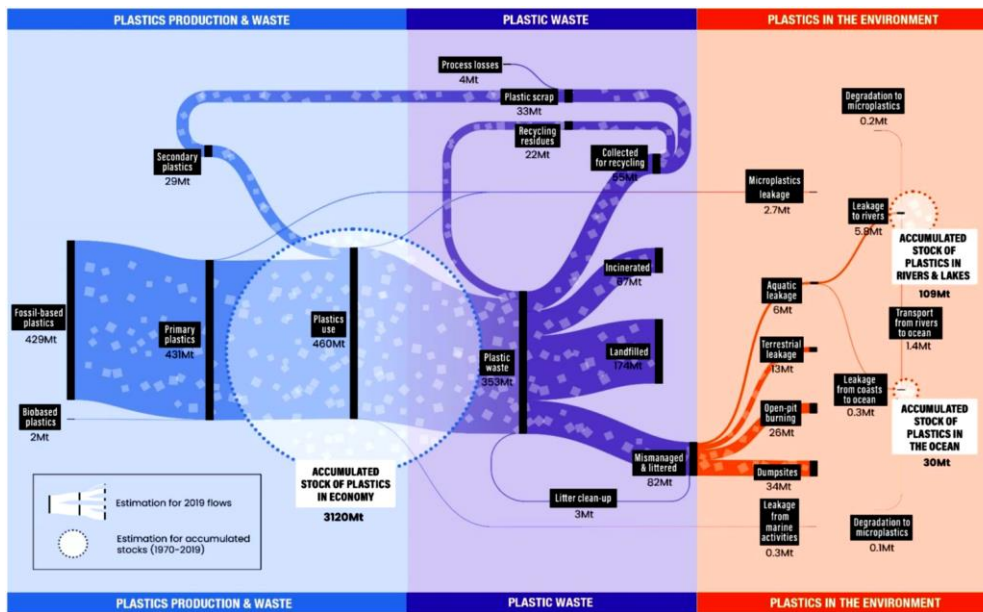 PLASTICS PRODUCTION & WASTE
PLASTIC WASTE
PLASTICS IN THE ENVIRONMENT
Process losses
4Mt
Plastic scrap
33Mt
Recycling
residues
22Mt
Collected
for recycling
55Mt
Secondary
plastics
29Mt
Degradation to
microplastics
0.2Mt
Microplastics
leakage
2.7Mt
Leakage
to rivers
5.8Mt
ACCUMULATED
STOCK OF
PLASTICS IN
RIVERS & LAKES
109Mt
Fossil-based
plastics
429Mt
Primary
plastics
431Mt
Plastics
use
460Mt
Plastic
waste
353Mt
Incinerated
67Mt
Landfilled
174Mt
Aquatic
leakage
6Mt
Transport
from rivers
to ocean
1.4Mt
Terrestrial
leakage
13Mt
Leakage
from coasts
to ocean
0.3Mt
Open-pit
burning
26Mt
ACCUMULATED
STOCK OF
PLASTICS IN
THE OCEAN
30Mt
Biobased
plastics
2Mt
Mismanaged
& littered
82Mt
Dumpsites
34Mt
ACCUMULATED
STOCK OF PLASTICS
IN ECONOMY
3120Mt
Litter clean-up
3Mt
Leakage
from
marine
activities
0.3Mt
Degradation to
microplastics
0.1Mt
Estimation for 2019 flows
Estimation for accumulated
stocks (1970-2019)
PLASTICS PRODUCTION & WASTE
PLASTIC WASTE
PLASTICS IN THE ENVIRONMENT